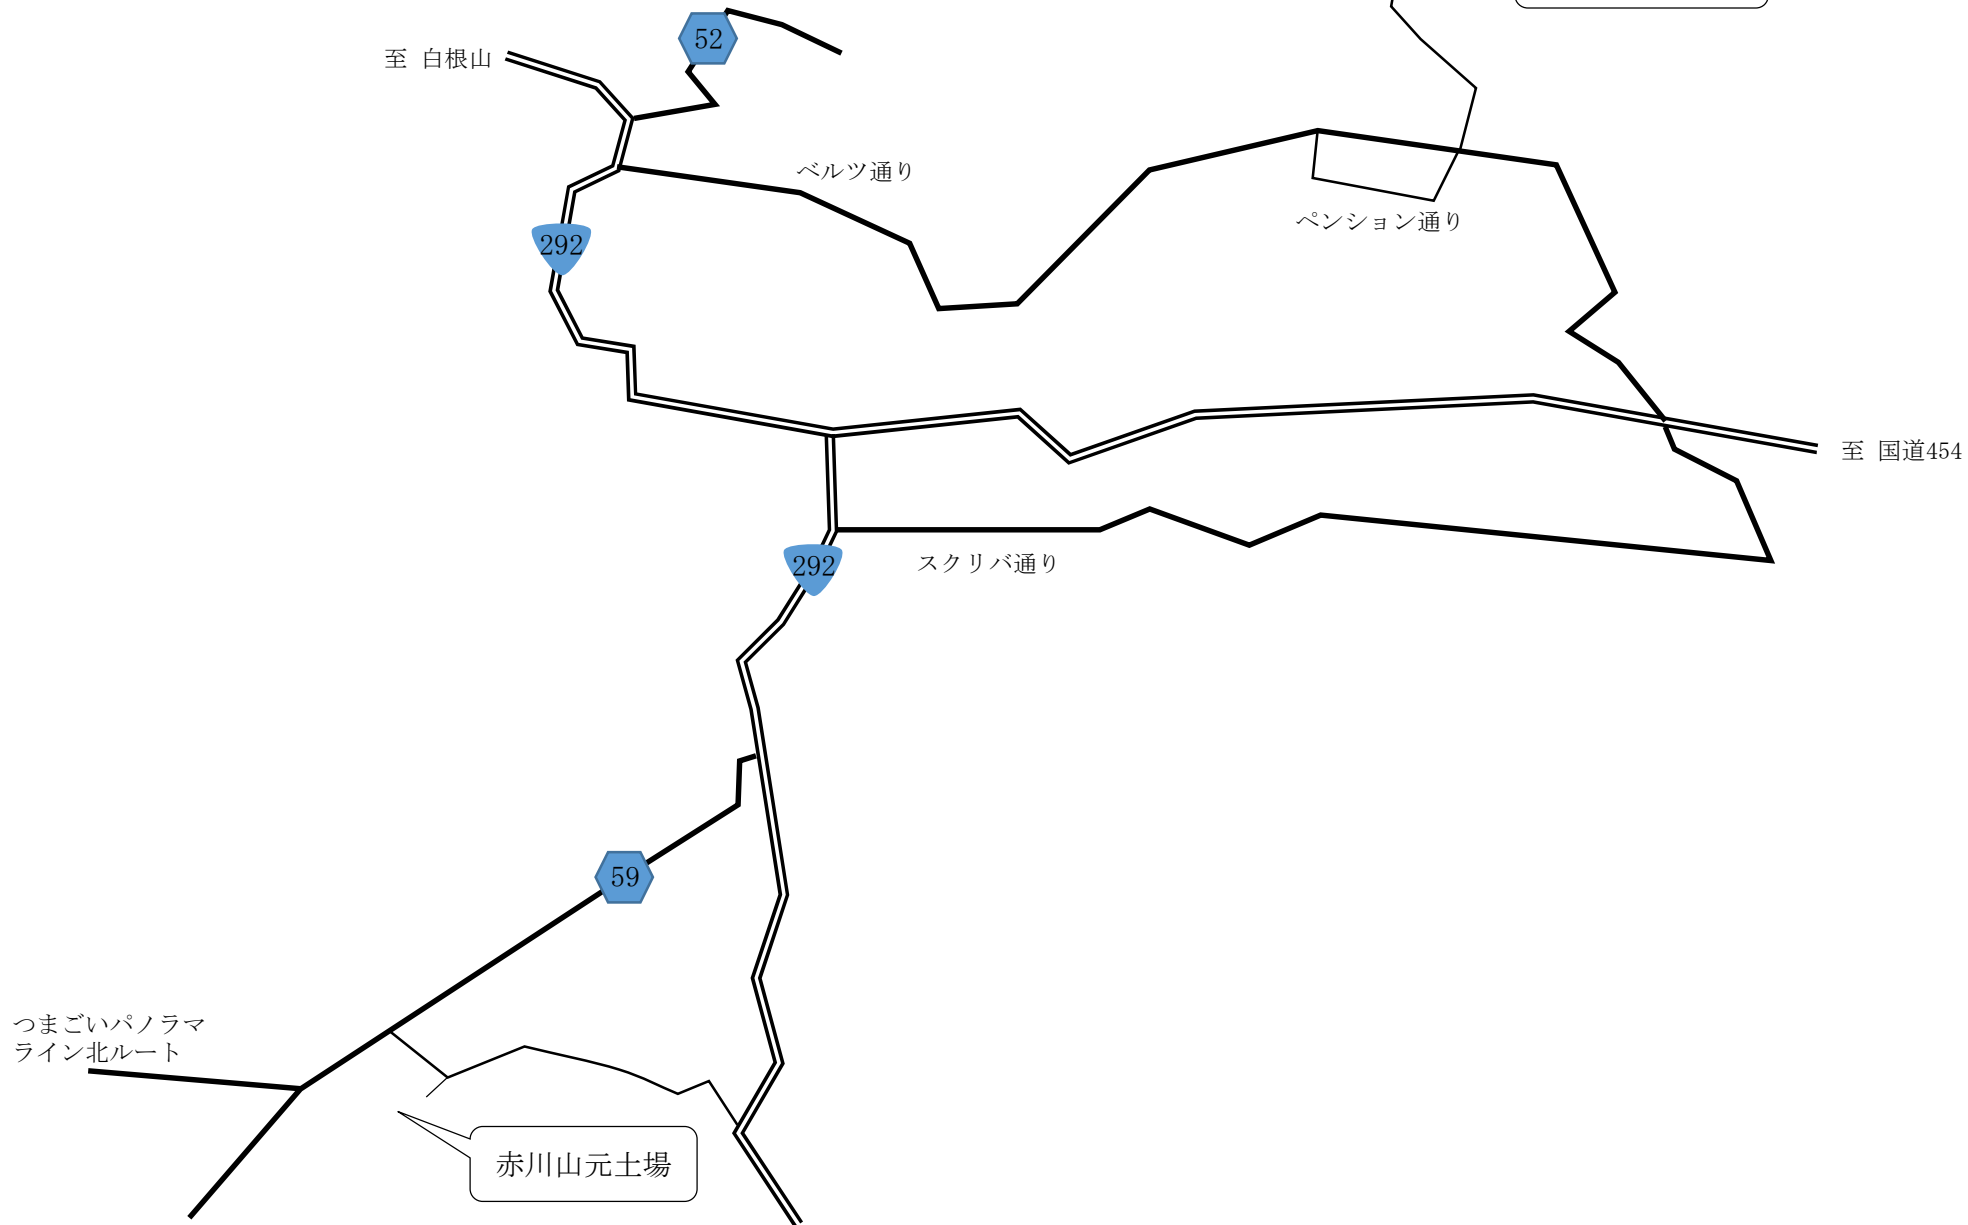 52
至 白根山
ベルツ通り
ペンション通り
292
至 国道454
292
スクリバ通り
59
つまごいパノラマ
ライン北ルート
赤川山元土場